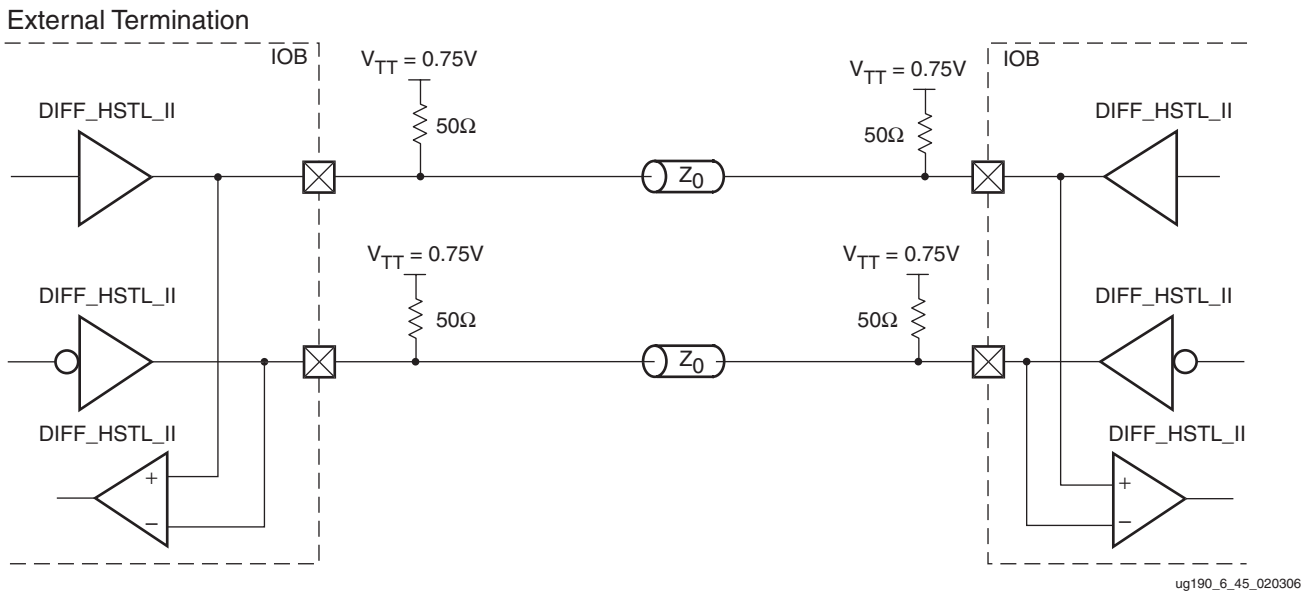 External Termination
IOB
IOB
V_TT = 0.75V
V_TT = 0.75V
DIFF_HSTL_II
50Ω
50Ω
DIFF_HSTL_II
Z_0
V_TT = 0.75V
V_TT = 0.75V
DIFF_HSTL_II
50Ω
50Ω
DIFF_HSTL_II
Z_0
DIFF_HSTL_II
DIFF_HSTL_II
+
+
–
–
ug190_6_45_020306